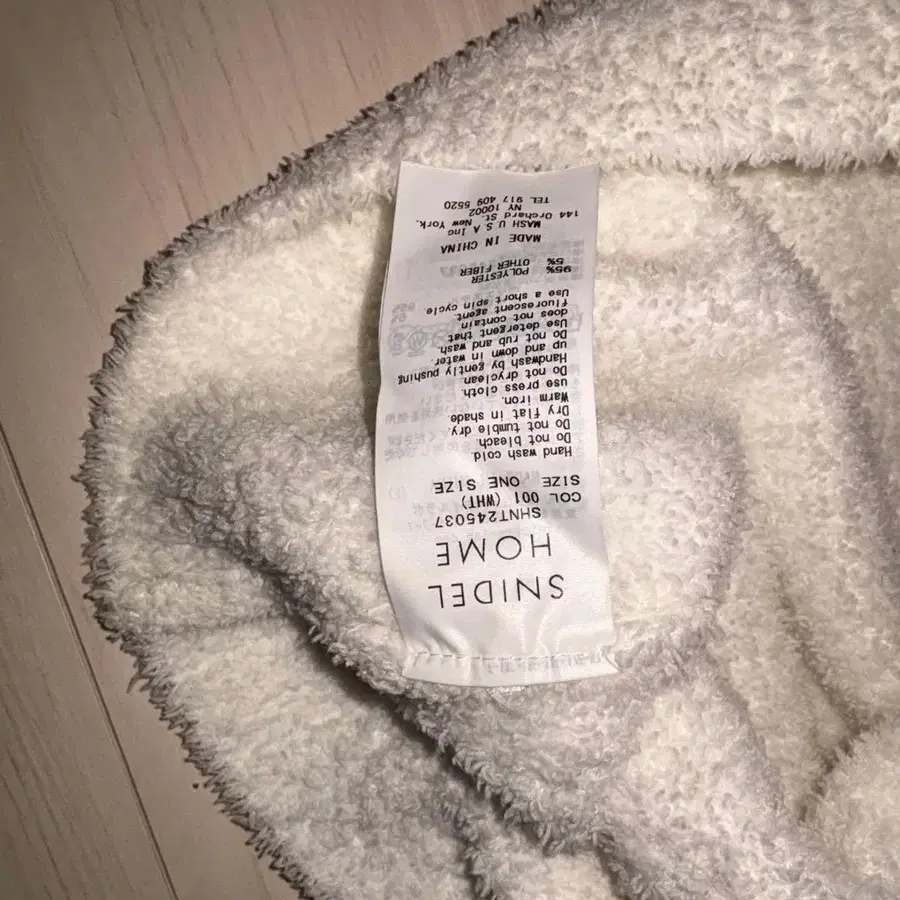 SNIDEL
HOME
SHNT245037
COL 001 (WHT)
SIZE ONE SIZE
Hand wash cold.
Do not bleach.
Do not tumble dry.
Dry flat in shade.
Warm iron.
use press cloth.
Do not dryclean.
Handwash by gently pushing
up and down in water.
Do not rub and wash.
Use detergent that
does not contain
fluorescent agent.
Use a short spin cycle.
95% POLYESTER
5% OTHER FIBER
MADE IN CHINA
MASH U S A Inc
144 Orchard St. New York.
NY 10002
TEL 917 409 5520